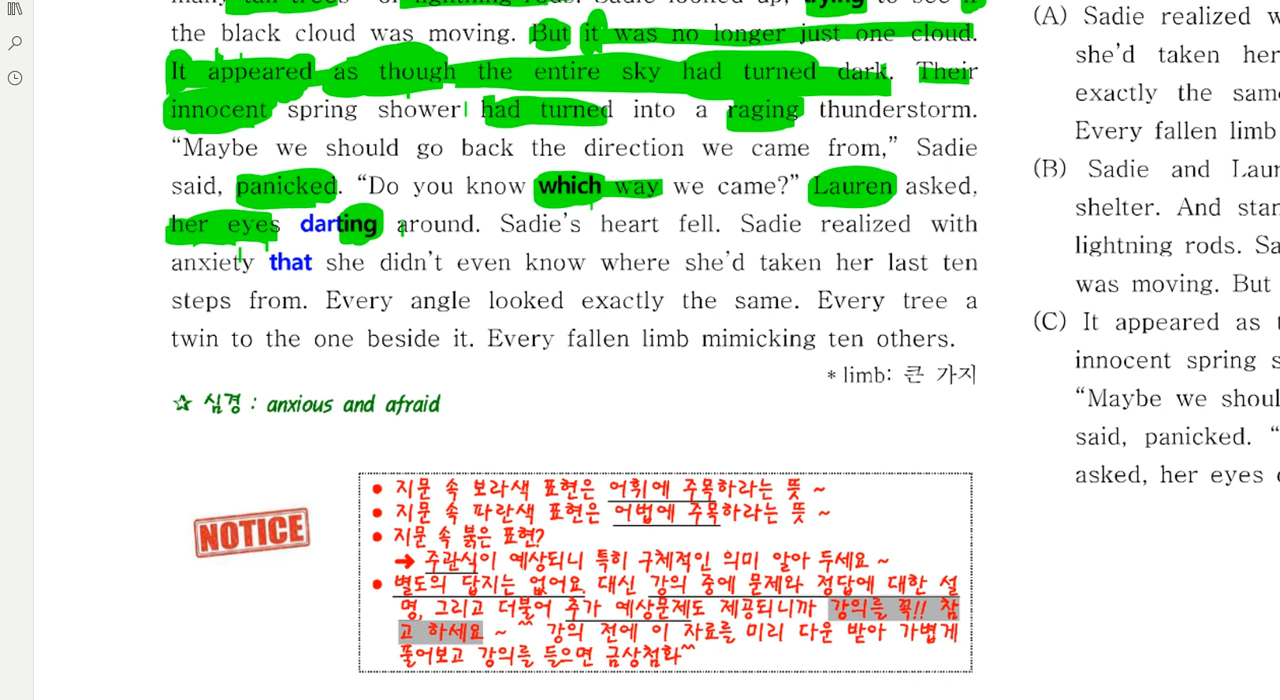 many tall trees or lightning rods. Sadie looked up, trying to see if
the black cloud was moving. But it was no longer just one cloud.
It appeared as though the entire sky had turned dark. Their
innocent spring shower had turned into a raging thunderstorm.
“Maybe we should go back the direction we came from,” Sadie
said, panicked. “Do you know which way we came?” Lauren asked,
her eyes darting around. Sadie’s heart fell. Sadie realized with
anxiety that she didn’t even know where she’d taken her last ten
steps from. Every angle looked exactly the same. Every tree a
twin to the one beside it. Every fallen limb mimicking ten others.
* limb: 큰 가지
☆ 심경 : anxious and afraid
NOTICE
● 지문 속 보라색 표현은 어휘에 주목하라는 뜻 ~
● 지문 속 파란색 표현은 어법에 주목하라는 뜻 ~
● 지문 속 붉은 표현?
➔ 주관식이 예상되니 특히 구체적인 의미 알아 두세요 ~
● 별도의 답지는 없어요. 대신 강의 중에 문제와 정답에 대한 설
명, 그리고 더불어 추가 예상문제도 제공되니까 강의를 꼭!! 참
고 하세요 ~ ^^ 강의 전에 이 자료를 미리 다운 받아 가볍게
풀어보고 강의를 들으면 금상첨화^^
(A) Sadie realized w
she’d taken her
exactly the same
Every fallen limb
(B) Sadie and Laur
shelter. And stan
lightning rods. Sa
was moving. But
(C) It appeared as t
innocent spring s
“Maybe we shoul
said, panicked. “
asked, her eyes d